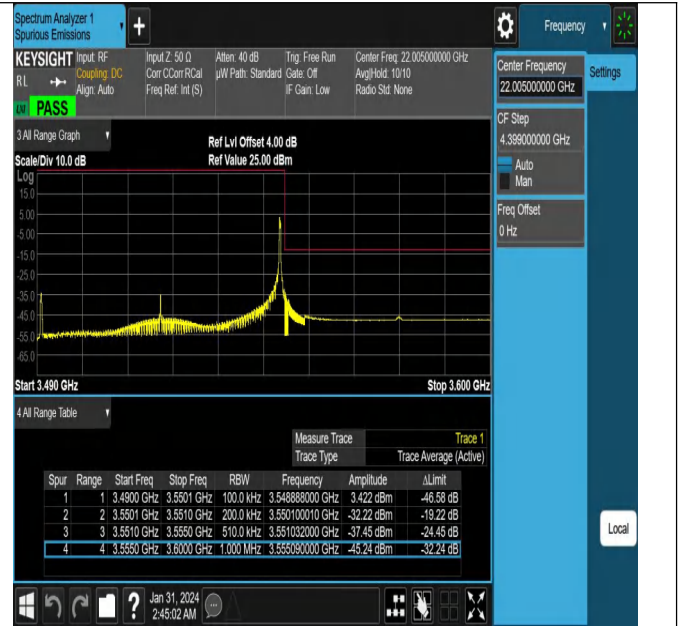 Spectrum Analyzer 1
Spurious Emissions
Frequency
KEYSIGHT
RL
Input: RF
Coupling: DC
Align: Auto
Input Z: 50 Ω
Corr CCorr RCal
Freq Ref: Int (S)
Atten: 40 dB
µW Path: Standard
Trig: Free Run
Gate: Off
IF Gain: Low
Center Freq: 22.005000000 GHz
Avg|Hold: 10/10
Radio Std: None
LNI PASS
Center Frequency
22.005000000 GHz
Settings
CF Step
4.399000000 GHz
Auto
Man
Freq Offset
0 Hz
3 All Range Graph
Scale/Div 10.0 dB
Ref Lvl Offset 4.00 dB
Ref Value 25.00 dBm
Log
15.0
5.00
-5.00
-15.0
-25.0
-35.0
-45.0
-55.0
-65.0
Start 3.490 GHz
Stop 3.600 GHz
4 All Range Table
Measure Trace Trace 1
Trace Type Trace Average (Active)
Spur Range Start Freq Stop Freq RBW Frequency Amplitude ΔLimit
1 1 3.4900 GHz 3.5501 GHz 100.0 kHz 3.548888000 GHz 3.422 dBm -46.58 dB
2 2 3.5501 GHz 3.5510 GHz 200.0 kHz 3.550100010 GHz -32.22 dBm -19.22 dB
3 3 3.5510 GHz 3.5550 GHz 510.0 kHz 3.551032000 GHz -37.45 dBm -24.45 dB
4 4 3.5550 GHz 3.6000 GHz 1.000 MHz 3.555090000 GHz -45.24 dBm -32.24 dB
Local
?
Jan 31, 2024
2:45:02 AM